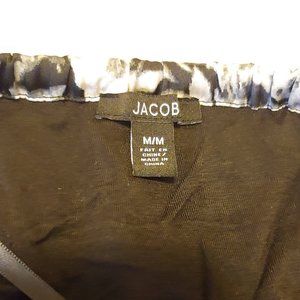 JACOB
M/M
FAIT EN
CHINE/
MADE IN
CHINA